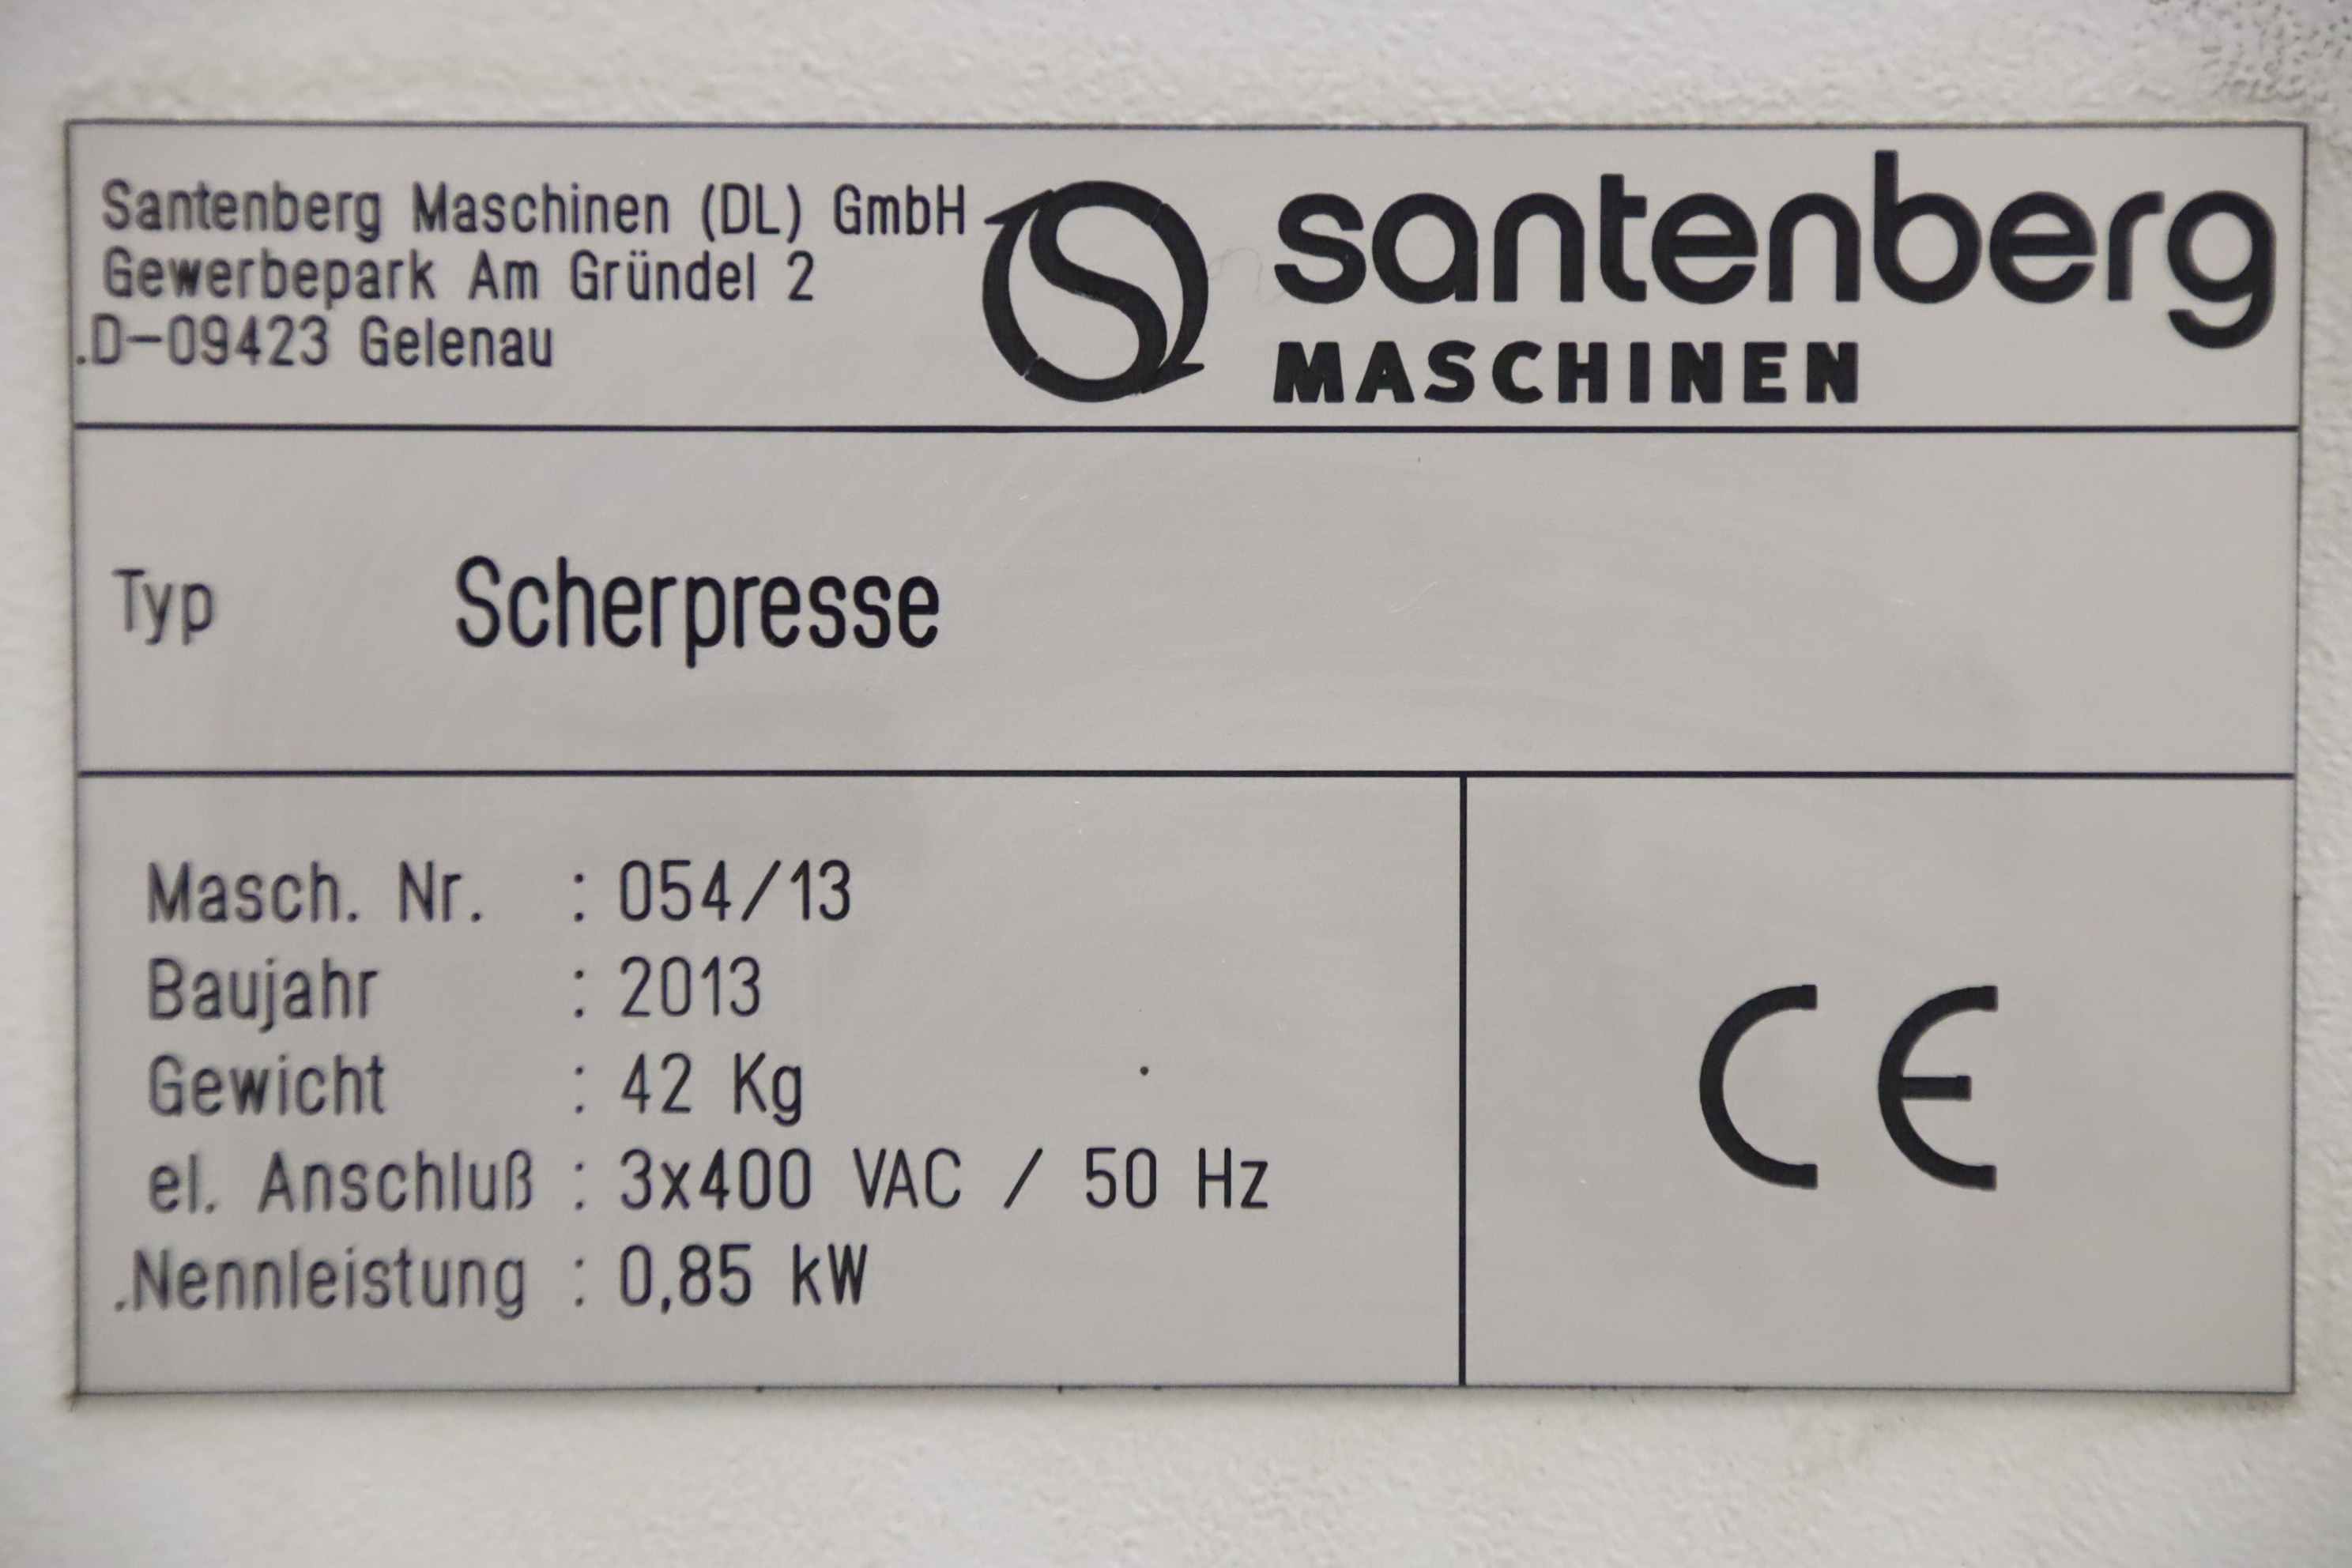 Santenberg Maschinen (DL) GmbH
Gewerbepark Am Gründel 2
.D-09423 Gelenau
santenberg
MASCHINEN
Typ Scherpresse
Masch. Nr. : 054/13
Baujahr : 2013
Gewicht : 42 Kg
el. Anschluß : 3x400 VAC / 50 Hz
.Nennleistung : 0,85 kW
CE